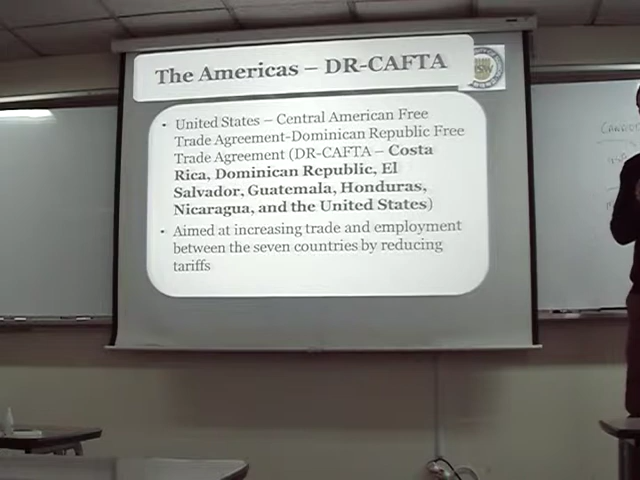 The Americas – DR-CAFTA
• United States – Central American Free
Trade Agreement-Dominican Republic Free
Trade Agreement (DR-CAFTA – Costa
Rica, Dominican Republic, El
Salvador, Guatemala, Honduras,
Nicaragua, and the United States)
• Aimed at increasing trade and employment
between the seven countries by reducing
tariffs